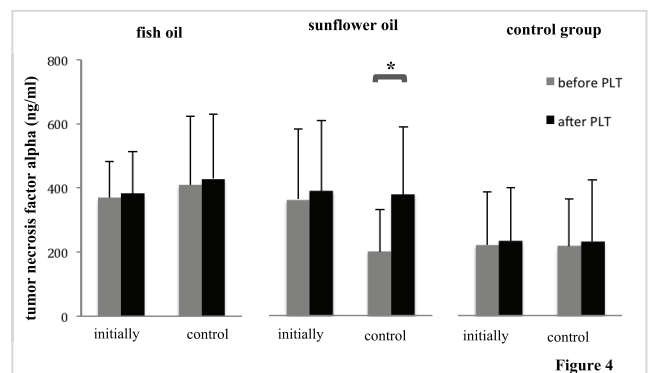 fish oil
sunflower oil
control group
tumor necrosis factor alpha (ng/ml)
800
600
400
200
0
*
before PLT
after PLT
initially
control
initially
control
initially
control
Figure 4